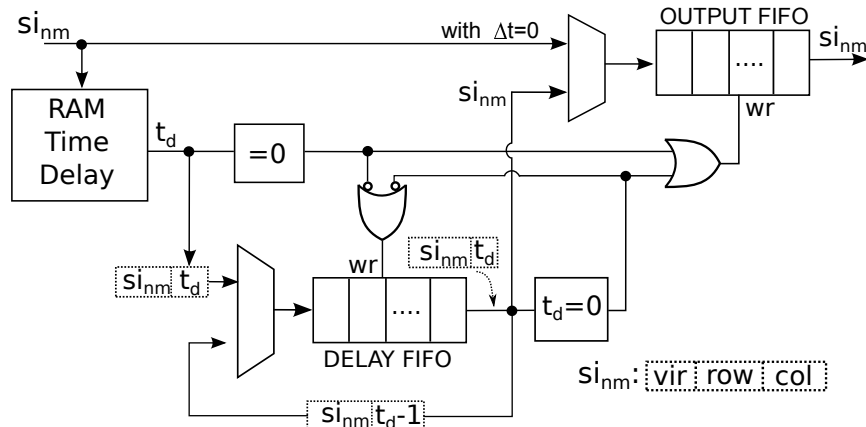 si_nm
with Δt=0
OUTPUT FIFO
si_nm
si_nm
....
wr
RAM
Time
Delay
t_d
=0
si_nm t_d
wr
si_nm t_d
....
t_d=0
DELAY FIFO
si_nm: vir row col
si_nm t_d-1